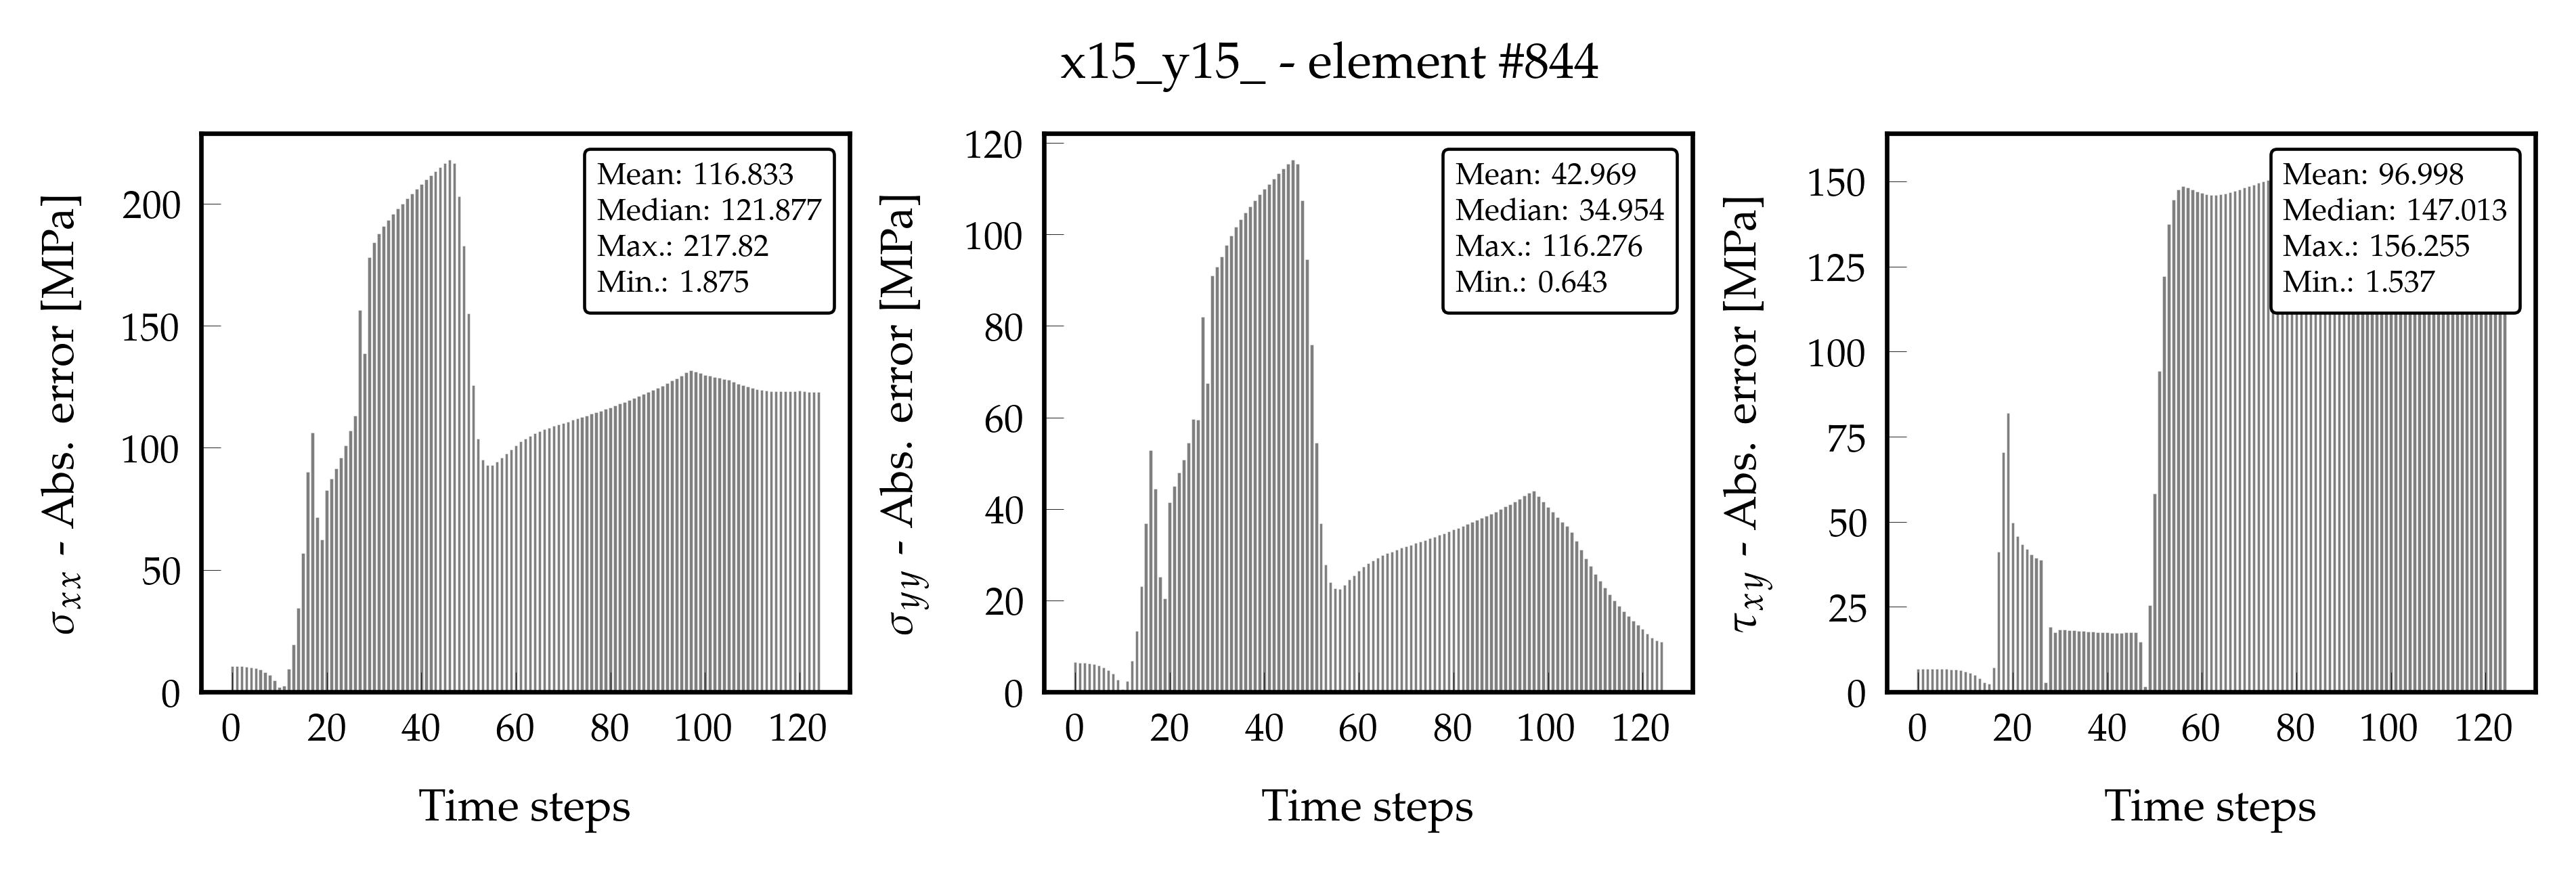 x15_y15_ - element #844
σxx - Abs. error [MPa]
200
150
100
50
0
0 20 40 60 80 100 120
Time steps
Mean: 116.833
Median: 121.877
Max.: 217.82
Min.: 1.875
σyy - Abs. error [MPa]
120
100
80
60
40
20
0
0 20 40 60 80 100 120
Time steps
Mean: 42.969
Median: 34.954
Max.: 116.276
Min.: 0.643
τxy - Abs. error [MPa]
150
125
100
75
50
25
0
0 20 40 60 80 100 120
Time steps
Mean: 96.998
Median: 147.013
Max.: 156.255
Min.: 1.537